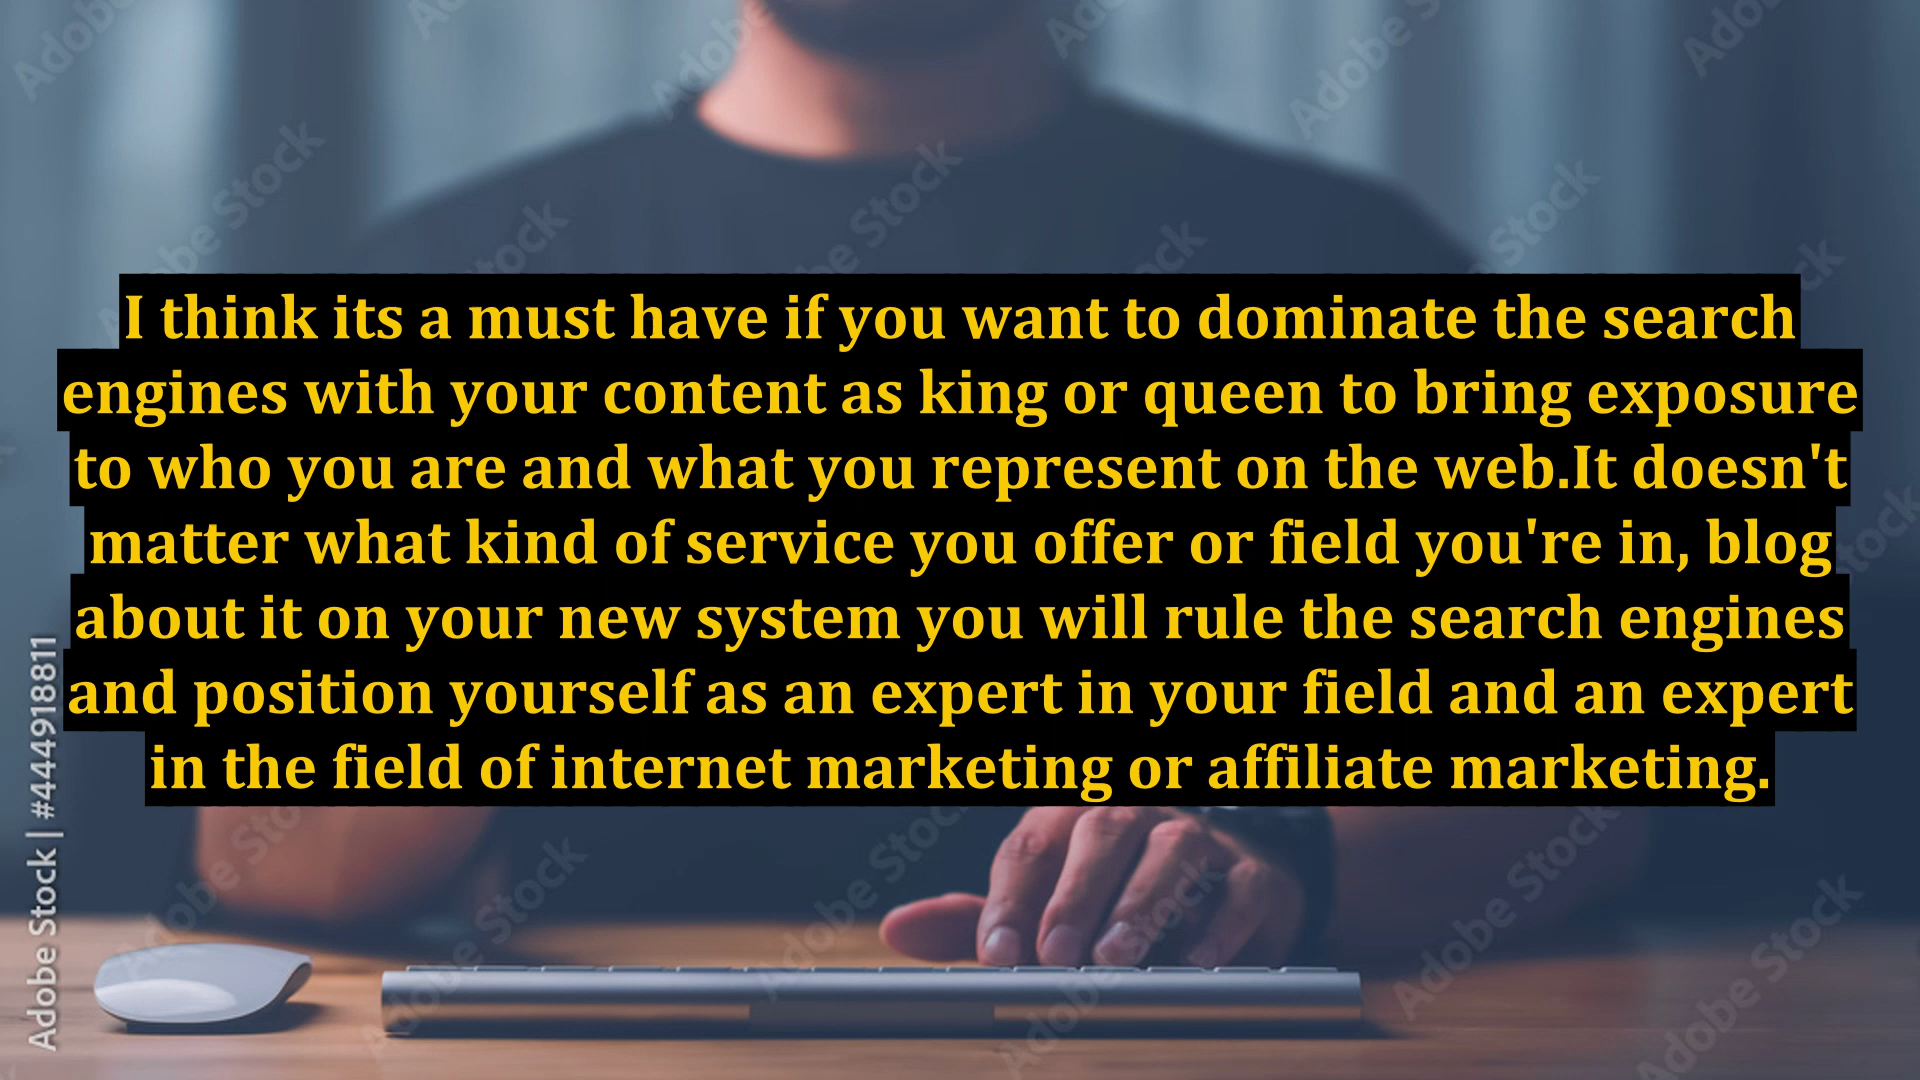 I think its a must have if you want to dominate the search
engines with your content as king or queen to bring exposure
to who you are and what you represent on the web.It doesn't
matter what kind of service you offer or field you're in, blog
about it on your new system you will rule the search engines
and position yourself as an expert in your field and an expert
in the field of internet marketing or affiliate marketing.
Adobe Stock | #444918811